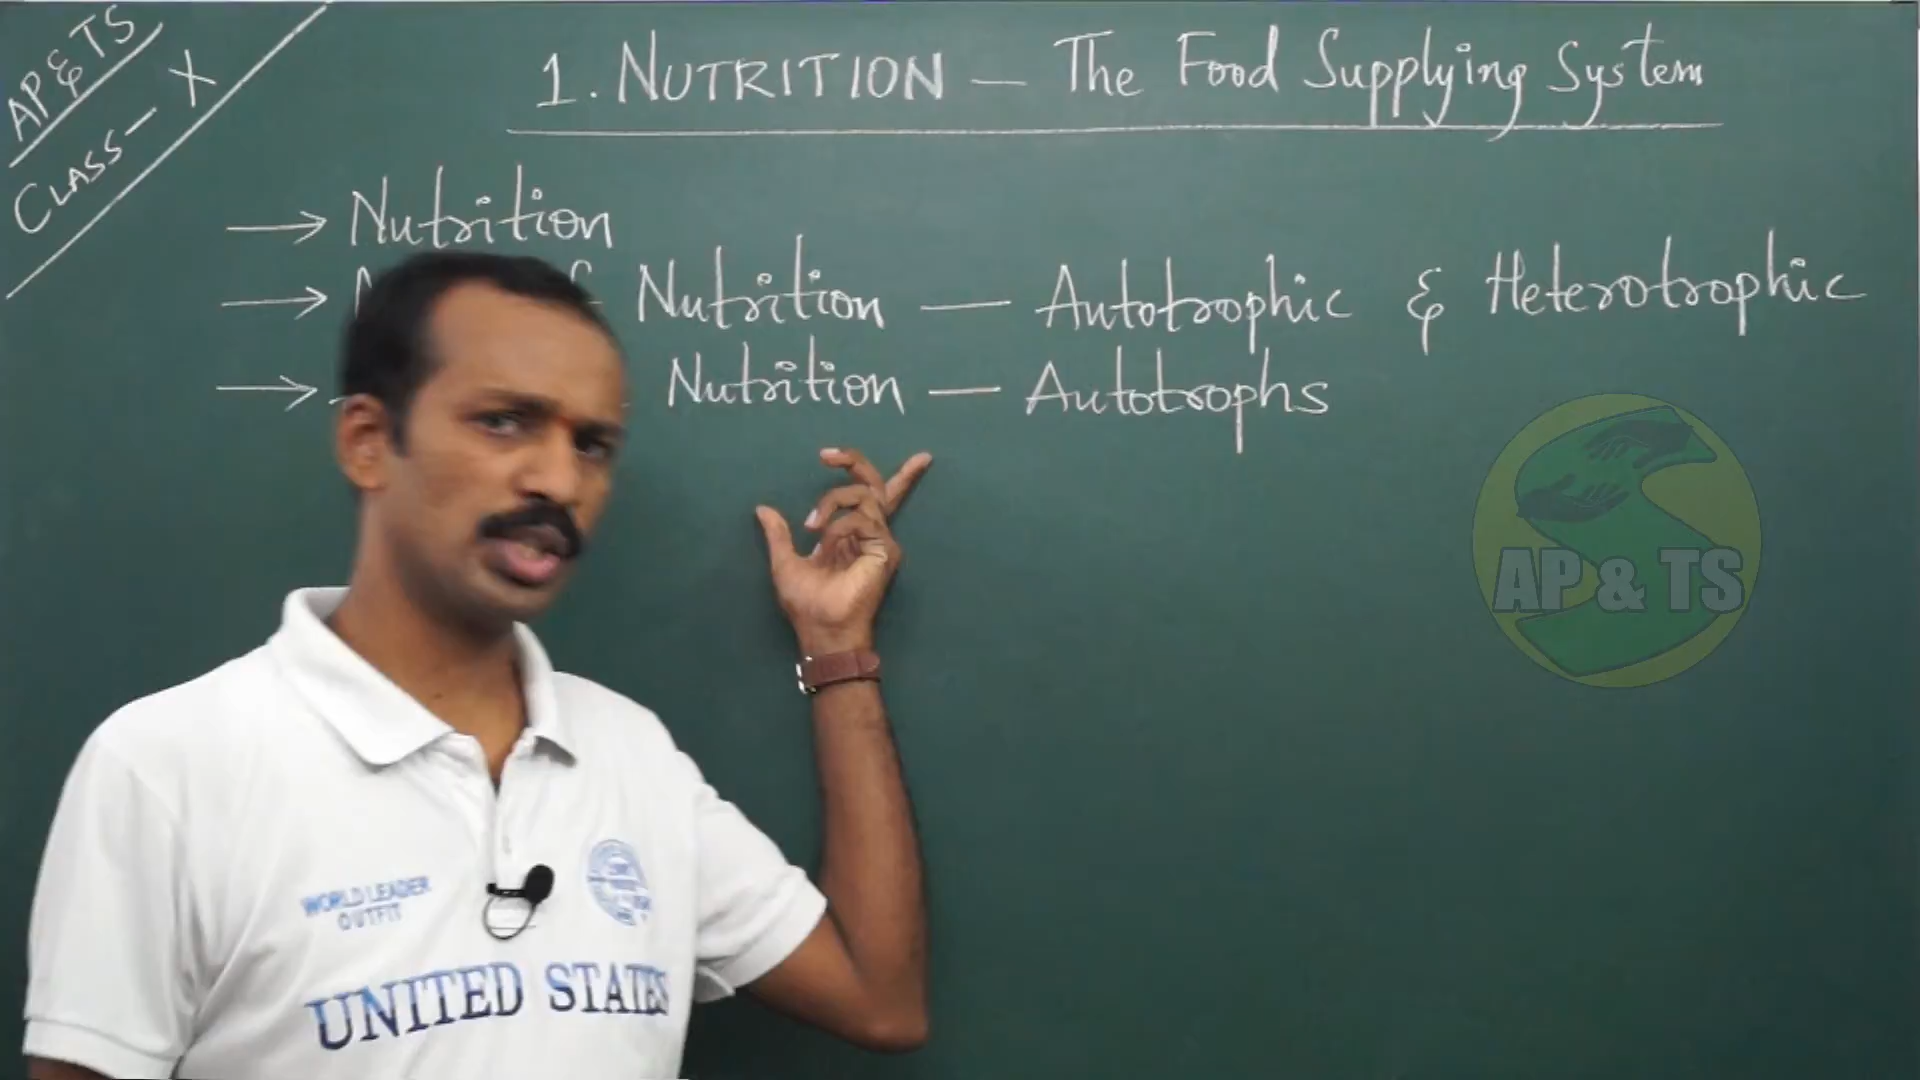 AP & TS
CLASS - X
1. NUTRITION — The Food Supplying System
→ Nutrition
→ Nutrition — Autotrophic & Heterotrophic
→ Nutrition — Autotrophs
AP & TS
WORLD LEADER
OUTFIT
UNITED STATES